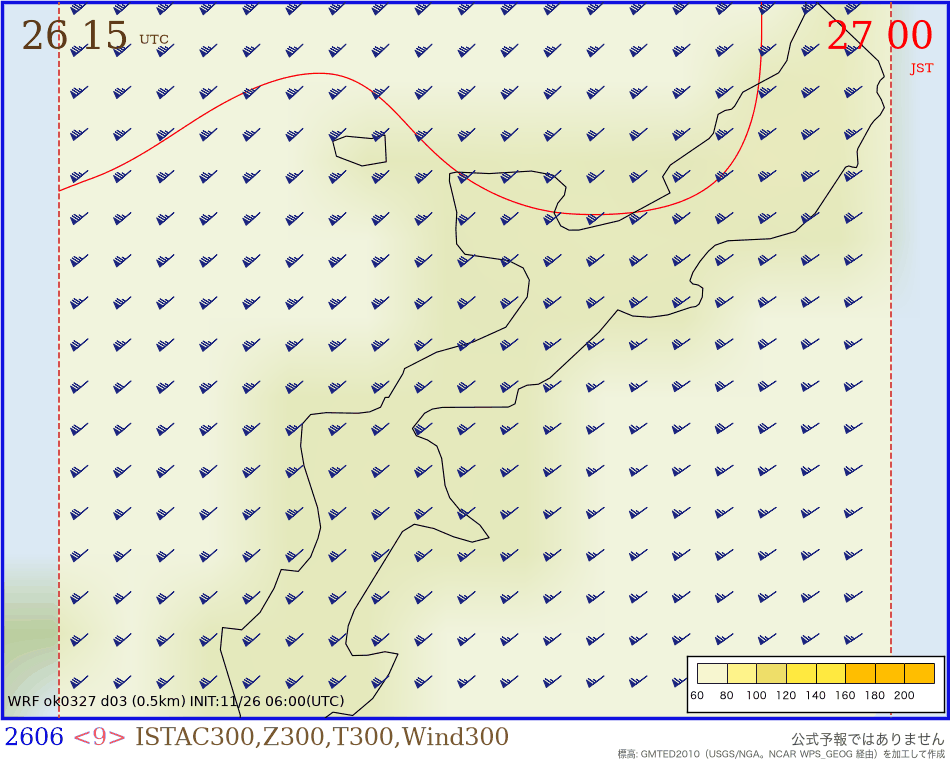 26 15 UTC
27 00
JST
60 80 100 120 140 160 180 200
WRF ok0327 d03 (0.5km) INIT:11/26 06:00(UTC)
2606 <9> ISTAC300,Z300,T300,Wind300
公式予報ではありません
標高: GMTED2010（USGS/NGA。NCAR WPS_GEOG 経由）を加工して作成